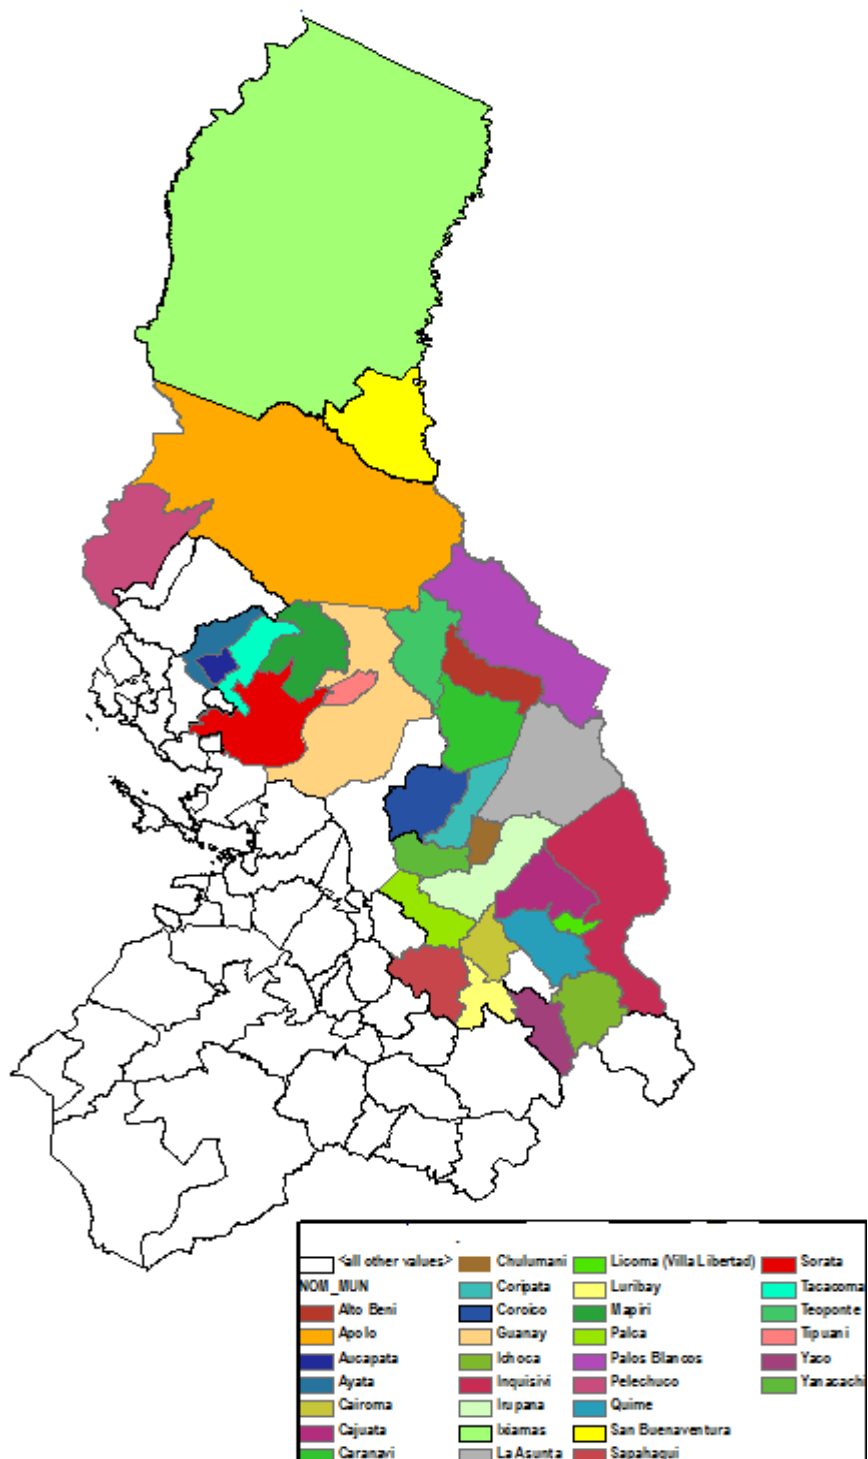 <all other values>
NOM_MUN
Alto Beni
Apolo
Aucapata
Ayata
Cairoma
Cajuata
Caranavi
Chulumani
Coripata
Coroico
Guanay
Ichoca
Inquisivi
Irupana
Ixiamas
La Asunta
Licoma (Villa Libertad)
Luribay
Mapiri
Palca
Palos Blancos
Pelechuco
Quime
San Buenaventura
Sapahaqui
Sorata
Tacacoma
Teoponte
Tipuani
Yaco
Yanacachi